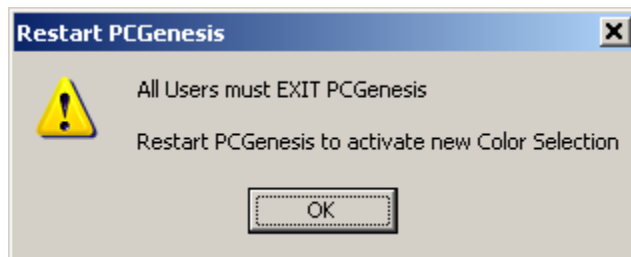 Restart PCGenesis
All Users must EXIT PCGenesis
Restart PCGenesis to activate new Color Selection
OK